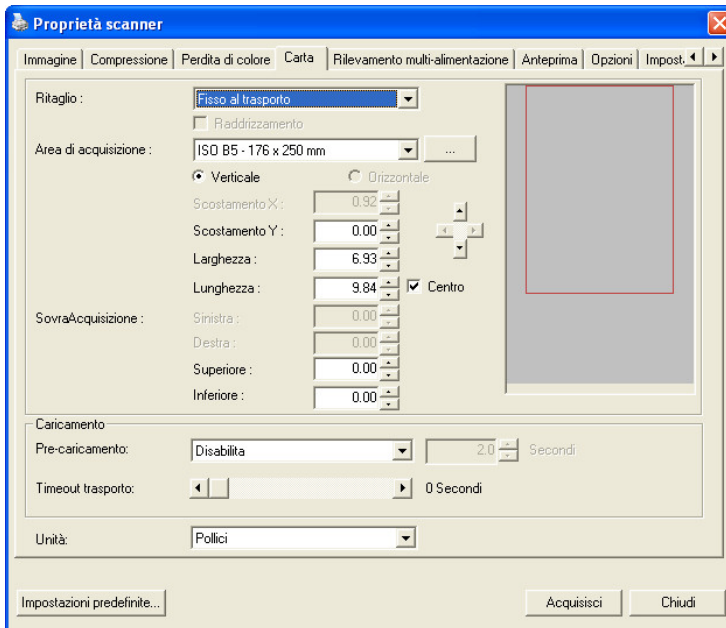 Proprietà scanner
Immagine Compressione Perdita di colore Carta Rilevamento multi-alimentazione Anteprima Opzioni Impost
Ritaglio : Fisso al trasporto
Raddrizzamento
Area di acquisizione : ISO B5 - 176 x 250 mm ...
Verticale Orizzontale
Scostamento X : 0.92
Scostamento Y : 0.00
Larghezza : 6.93
Lunghezza : 9.84 Centro
SovraAcquisizione : Sinistra : 0.00
Destra : 0.00
Superiore : 0.00
Inferiore : 0.00
Caricamento
Pre-caricamento: Disabilita 2.0 Secondi
Timeout trasporto: 0 Secondi
Unità: Pollici
Impostazioni predefinite... Acquisisci Chiudi